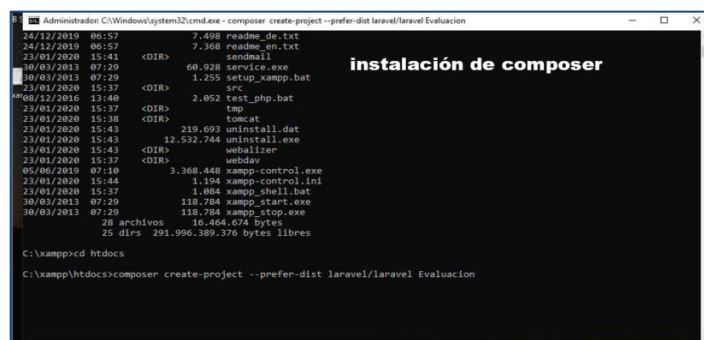 Administrador: C:\Windows\system32\cmd.exe - composer create-project --prefer-dist laravel/laravel Evaluacion
24/12/2019 06:57 7.498 readme_de.txt
24/12/2019 06:57 7.368 readme_en.txt
23/01/2020 15:41 <DIR> sendmail
30/03/2013 07:29 60.928 service.exe
30/03/2013 07:29 1.255 setup_xampp.bat
23/01/2020 15:37 <DIR> src
08/12/2016 13:40 2.052 test_php.bat
23/01/2020 15:37 <DIR> tmp
23/01/2020 15:38 <DIR> tomcat
23/01/2020 15:43 219.693 uninstall.dat
23/01/2020 15:43 12.532.744 uninstall.exe
23/01/2020 15:43 <DIR> webalizer
23/01/2020 15:37 <DIR> webdav
05/06/2019 07:10 3.368.448 xampp-control.exe
23/01/2020 15:44 1.194 xampp-control.ini
23/01/2020 15:37 1.084 xampp_shell.bat
30/03/2013 07:29 118.784 xampp_start.exe
30/03/2013 07:29 118.784 xampp_stop.exe
28 archivos 16.464.674 bytes
25 dirs 291.996.389.376 bytes libres
C:\xampp>cd htdocs
C:\xampp\htdocs>composer create-project --prefer-dist laravel/laravel Evaluacion
instalación de composer